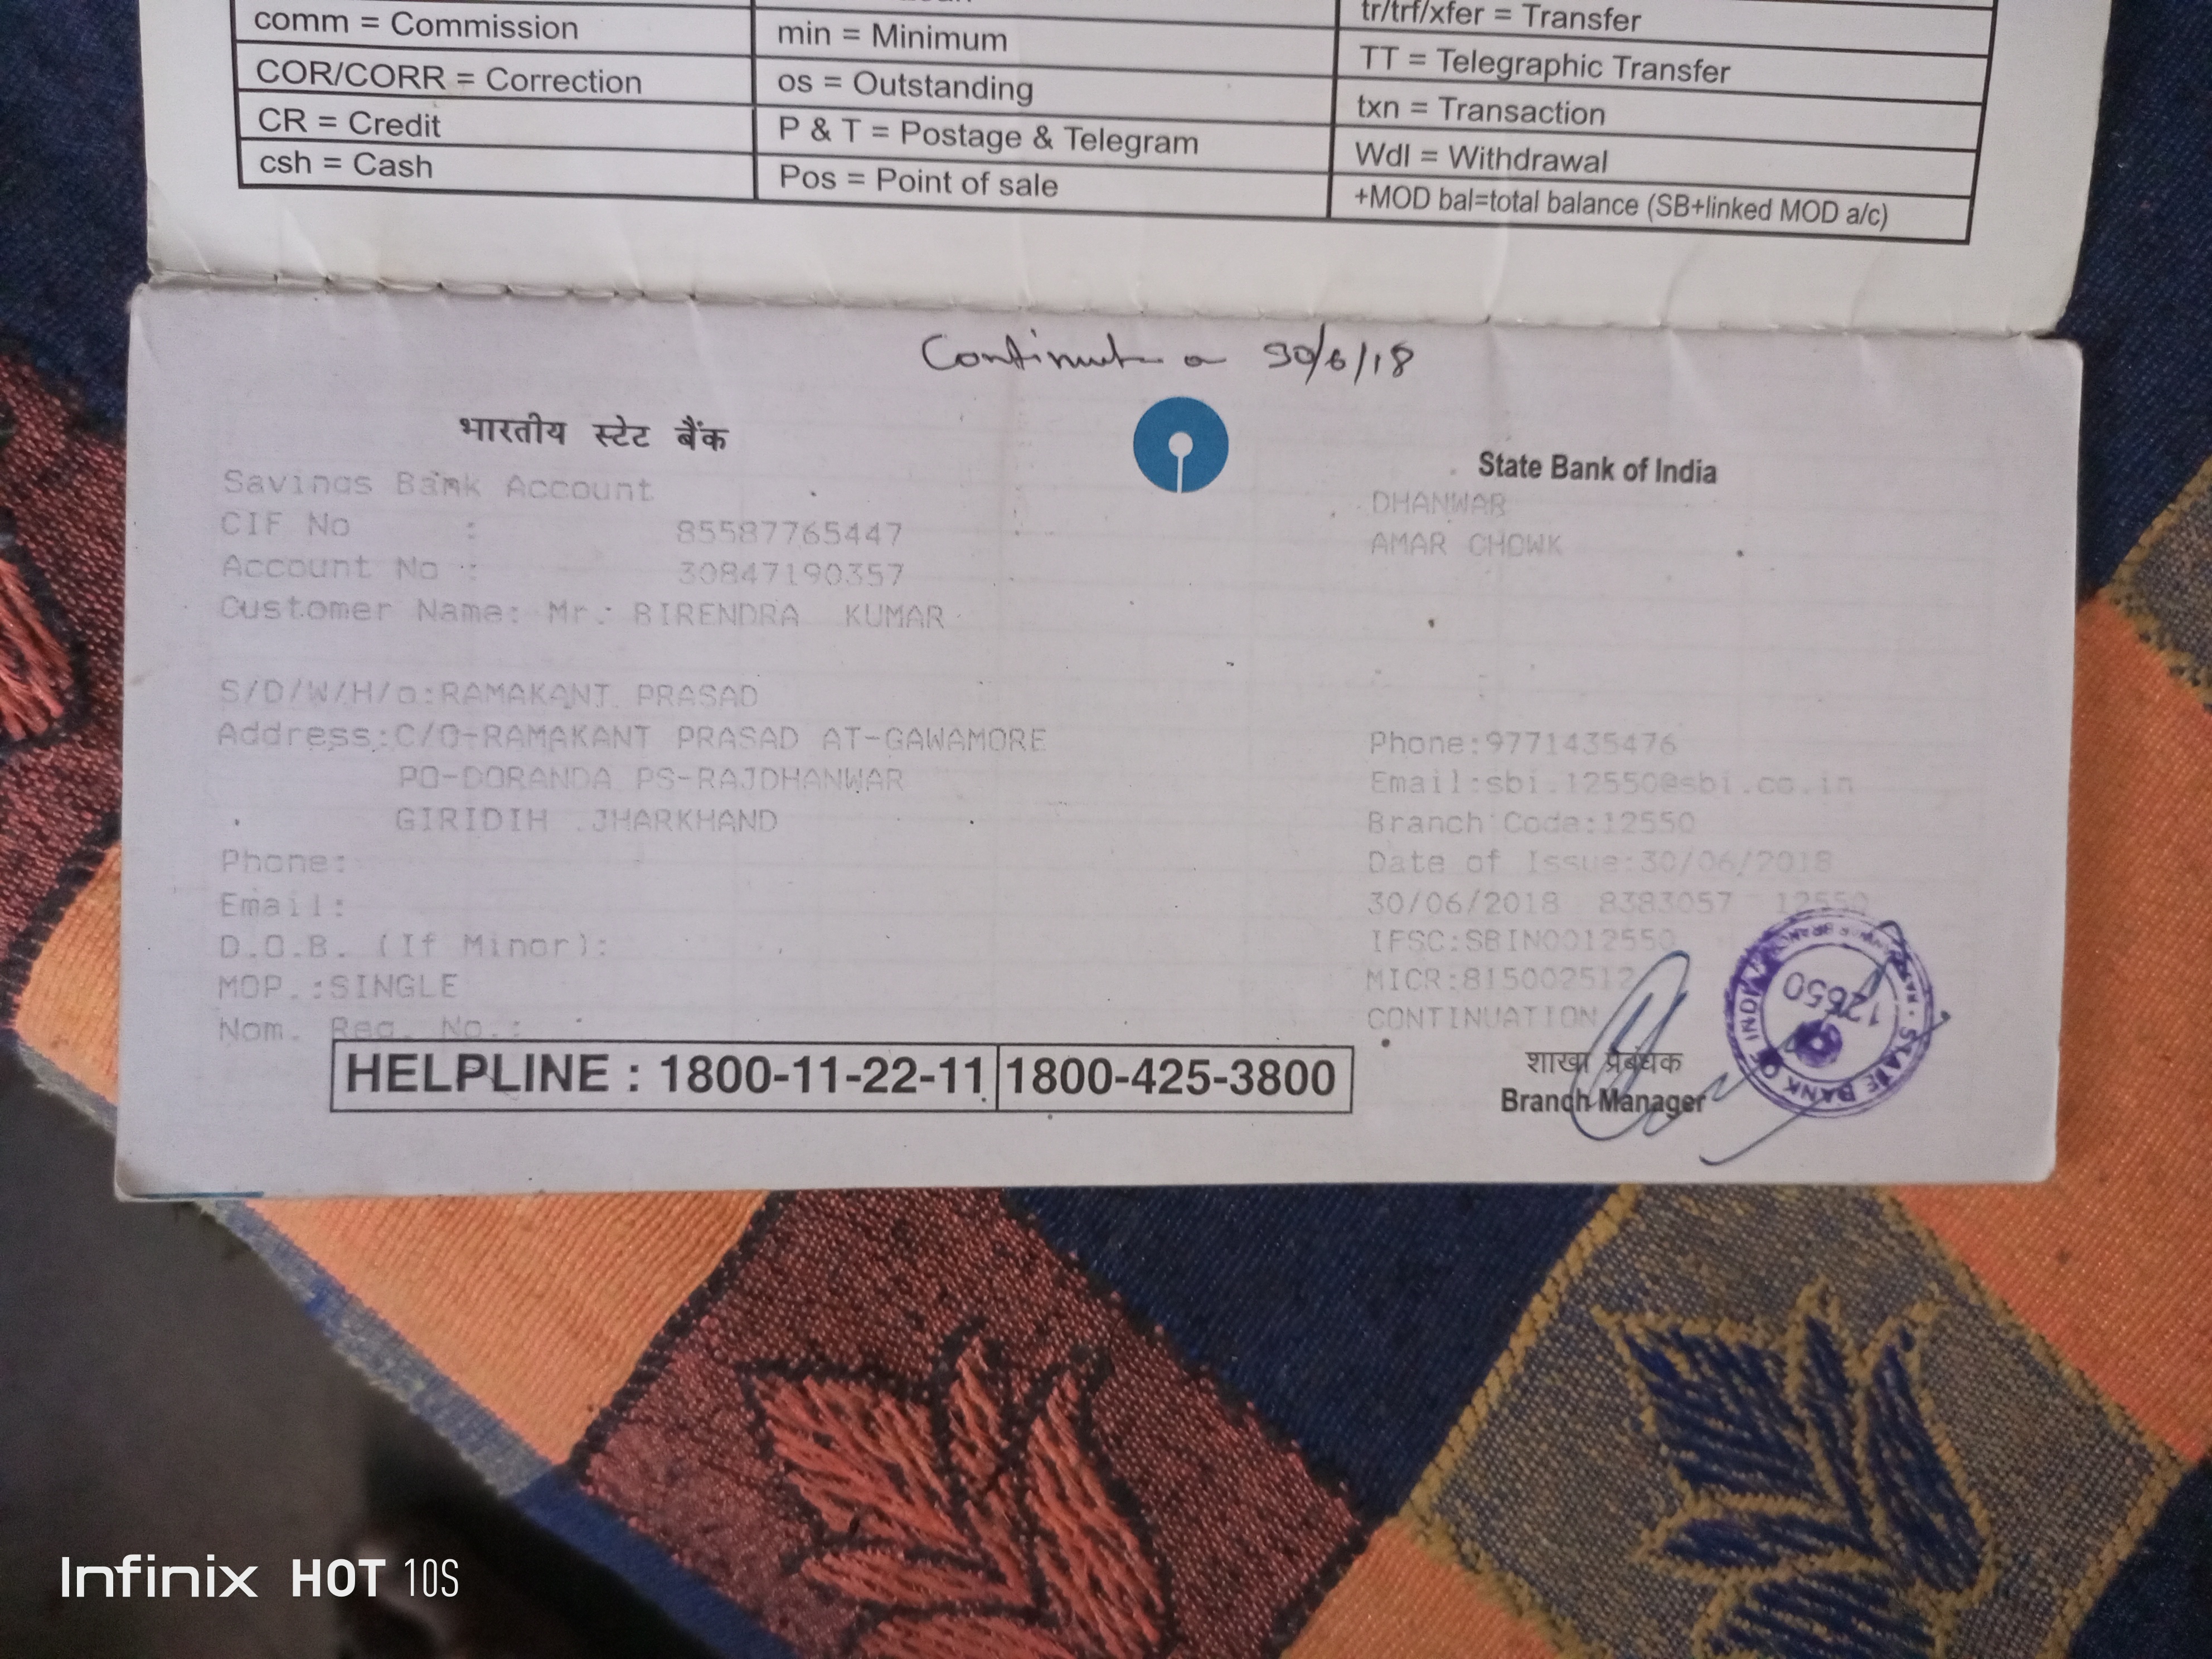 comm = Commission
min = Minimum
tr/trf/xfer = Transfer
COR/CORR = Correction
os = Outstanding
TT = Telegraphic Transfer
CR = Credit
P & T = Postage & Telegram
txn = Transaction
csh = Cash
Pos = Point of sale
Wdl = Withdrawal
+MOD bal=total balance (SB+linked MOD a/c)
30/6/18
भारतीय स्टेट बैंक
State Bank of India
Savings Bank Account
DHANWAR
CIF No : 85587765447
AMAR CHOWK
Account No : 30847190357
Customer Name: Mr. BIRENDRA KUMAR
S/D/W/H/o:RAMAKANT PRASAD
Address:C/O-RAMAKANT PRASAD AT-GAWAMORE
PO-DORANDA PS-RAJDHANWAR
GIRIDIH JHARKHAND
Phone:
Email:
D.O.B. (If Minor):
MOP.:SINGLE
Nom. Reg. No.:
Phone:9771435476
Email:sbi.12550@sbi.co.in
Branch Code:12550
Date of Issue:30/06/2018
30/06/2018 8383057 12550
IFSC:SBIN0012550
MICR:815002512
CONTINUATION
HELPLINE : 1800-11-22-11 1800-425-3800
शाखा प्रबंधक
Branch Manager
STATE BANK OF INDIA
Infinix HOT 10S